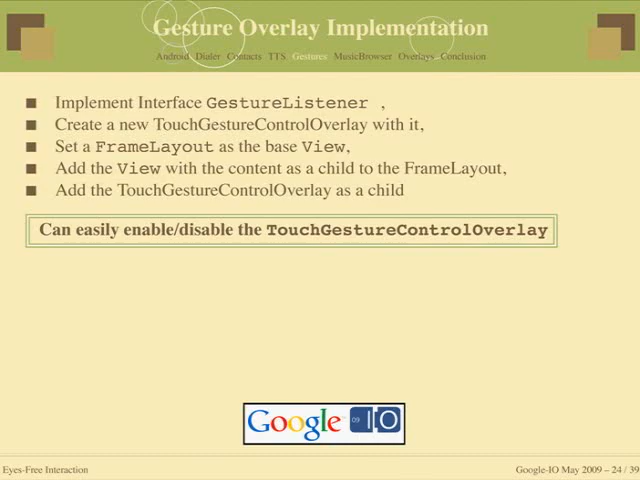 Gesture Overlay Implementation
Android Dialer Contacts TTS Gestures MusicBrowser Overlays Conclusion
Implement Interface GestureListener ,
Create a new TouchGestureControlOverlay with it,
Set a FrameLayout as the base View,
Add the View with the content as a child to the FrameLayout,
Add the TouchGestureControlOverlay as a child
Can easily enable/disable the TouchGestureControlOverlay
Google 09 IO
Eyes-Free Interaction
Google-IO May 2009 – 24 / 39